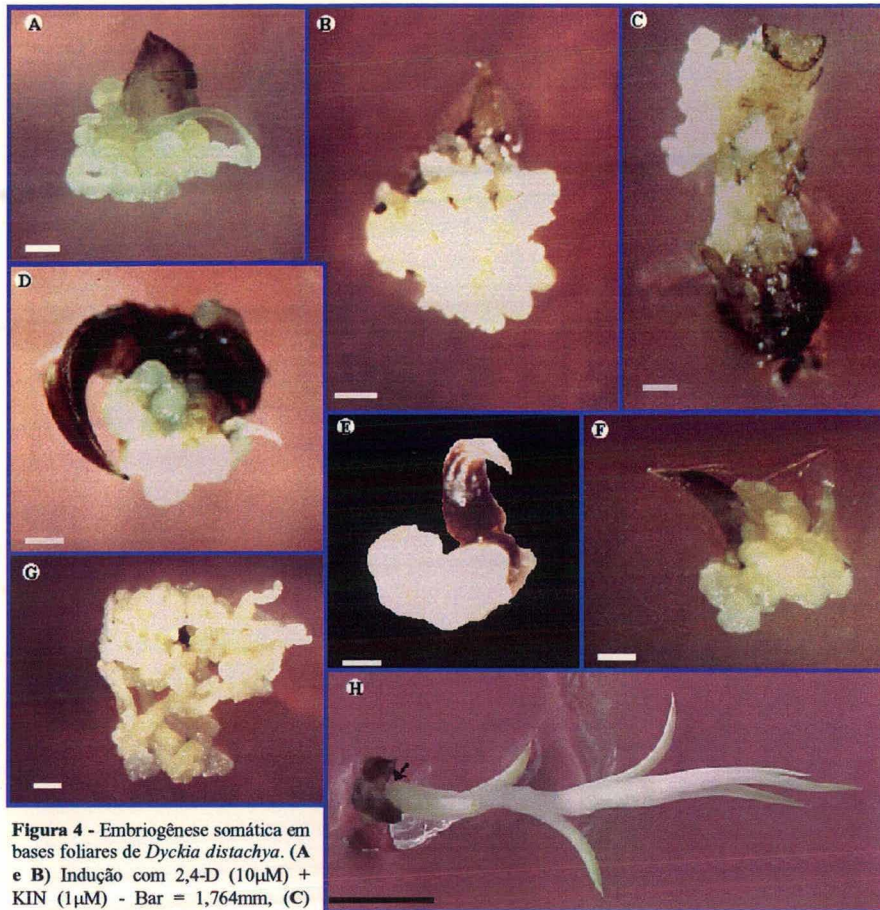 A
B
C
D
E
F
G
H
Figura 4 - Embriogênese somática em
bases foliares de Dyckia distachya. (A
e B) Indução com 2,4-D (10µM) +
KIN (1µM) - Bar = 1,764mm, (C)